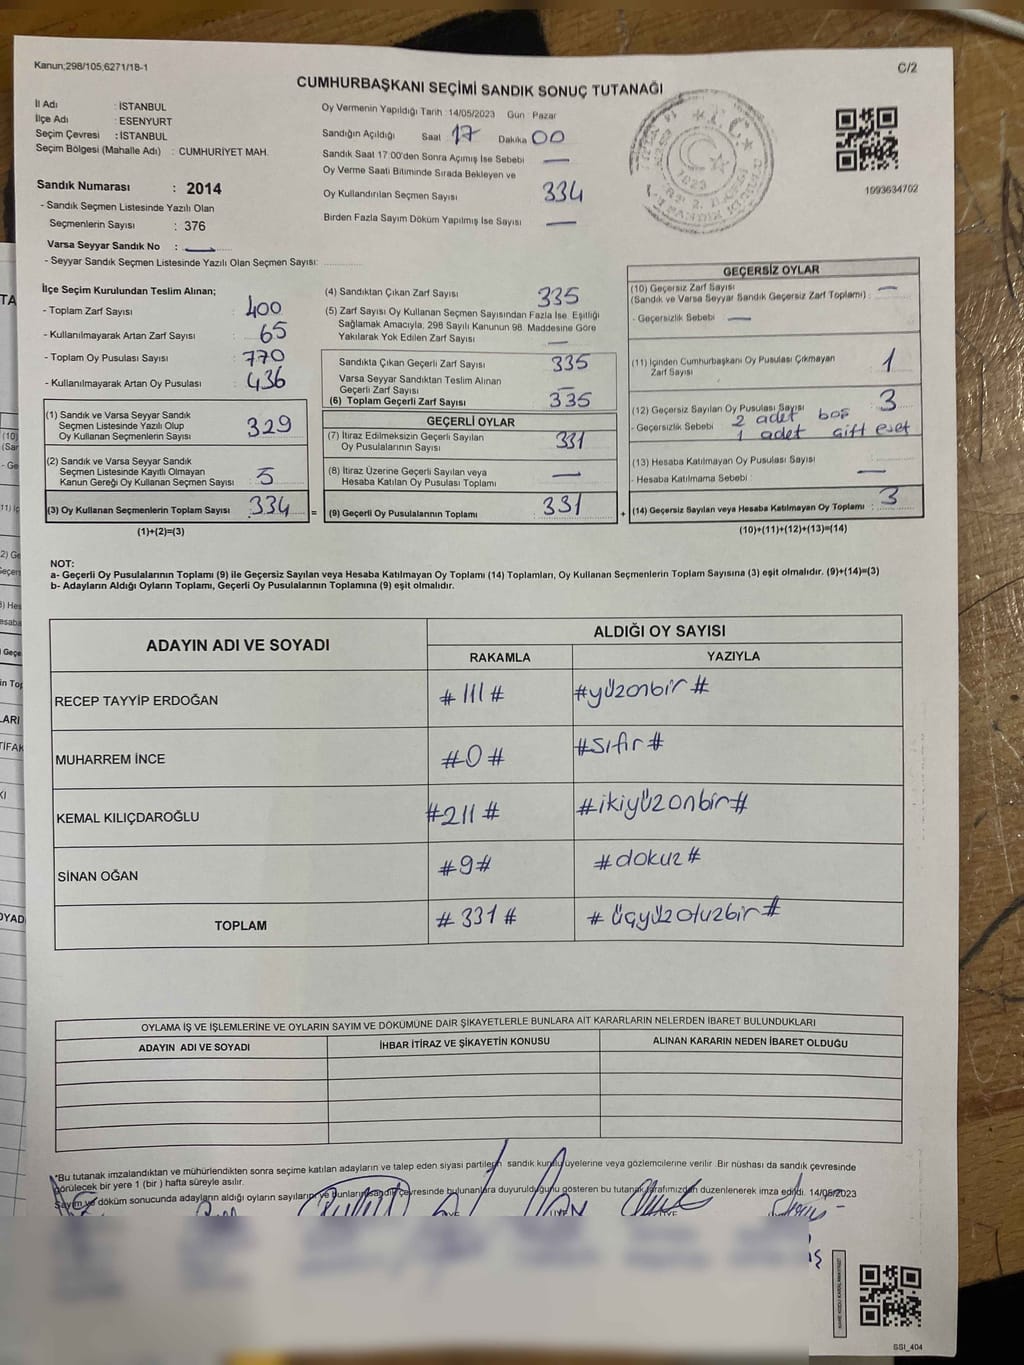 Kanun;298/105;6271/18-1
C/2
CUMHURBAŞKANI SEÇİMİ SANDIK SONUÇ TUTANAĞI
İl Adı : İSTANBUL
İlçe Adı : ESENYURT
Seçim Çevresi : İSTANBUL
Seçim Bölgesi (Mahalle Adı) : CUMHURİYET MAH.
Sandık Numarası : 2014
- Sandık Seçmen Listesinde Yazılı Olan
Seçmenlerin Sayısı : 376
Varsa Seyyar Sandık No : —
- Seyyar Sandık Seçmen Listesinde Yazılı Olan Seçmen Sayısı:
Oy Vermenin Yapıldığı Tarih :14/05/2023 Gün Pazar
Sandığın Açıldığı Saat 17 Dakika 00
Sandık Saat 17:00'den Sonra Açımış İse Sebebi —
Oy Verme Saati Bitiminde Sırada Bekleyen ve
Oy Kullandırılan Seçmen Sayısı 334
Birden Fazla Sayım Döküm Yapılmış İse Sayısı —
1093634702
İlçe Seçim Kurulundan Teslim Alınan;
- Toplam Zarf Sayısı : 400
- Kullanılmayarak Artan Zarf Sayısı : 65
- Toplam Oy Pusulası Sayısı : 770
- Kullanılmayarak Artan Oy Pusulası : 436
(1) Sandık ve Varsa Seyyar Sandık
Seçmen Listesinde Yazılı Olup
Oy Kullanan Seçmenlerin Sayısı : 329
(2) Sandık ve Varsa Seyyar Sandık
Seçmen Listesinde Kayıtlı Olmayan
Kanun Gereği Oy Kullanan Seçmen Sayısı : 5
(3) Oy Kullanan Seçmenlerin Toplam Sayısı : 334
(1)+(2)=(3)
(4) Sandıktan Çıkan Zarf Sayısı 335
(5) Zarf Sayısı Oy Kullanan Seçmen Sayısından Fazla İse, Eşitliği
Sağlamak Amacıyla, 298 Sayılı Kanunun 98. Maddesine Göre
Yakılarak Yok Edilen Zarf Sayısı —
Sandıkta Çıkan Geçerli Zarf Sayısı 335
Varsa Seyyar Sandıktan Teslim Alınan
Geçerli Zarf Sayısı —
(6) Toplam Geçerli Zarf Sayısı 335
GEÇERLİ OYLAR
(7) İtiraz Edilmeksizin Geçerli Sayılan
Oy Pusulasının Sayısı 331
(8) İtiraz Üzerine Geçerli Sayılan veya
Hesaba Katılan Oy Pusulası Toplamı —
= (9) Geçerli Oy Pusulalarının Toplamı 331
GEÇERSİZ OYLAR
(10) Geçersiz Zarf Sayısı —
(Sandık ve Varsa Seyyar Sandık Geçersiz Zarf Toplamı) :
- Geçersizlik Sebebi : —
(11) İçinden Cumhurbaşkanı Oy Pusulası Çıkmayan
Zarf Sayısı : 1
(12) Geçersiz Sayılan Oy Pusulası Sayısı : 3
- Geçersizlik Sebebi : 2 adet boş
1 adet çift evet
(13) Hesaba Katılmayan Oy Pusulası Sayısı :
- Hesaba Katılmama Sebebi : —
+ (14) Geçersiz Sayılan veya Hesaba Katılmayan Oy Toplamı : 3
(10)+(11)+(12)+(13)=(14)
NOT:
a- Geçerli Oy Pusulalarının Toplamı (9) ile Geçersiz Sayılan veya Hesaba Katılmayan Oy Toplamı (14) Toplamları, Oy Kullanan Seçmenlerin Toplam Sayısına (3) eşit olmalıdır. (9)+(14)=(3)
b- Adayların Aldığı Oyların Toplamı, Geçerli Oy Pusulalarının Toplamına (9) eşit olmalıdır.
ADAYIN ADI VE SOYADI
ALDIĞI OY SAYISI
RAKAMLA YAZIYLA
RECEP TAYYİP ERDOĞAN #111# #yüzonbir#
MUHARREM İNCE #0# #sıfır#
KEMAL KILIÇDAROĞLU #211# #ikiyüzonbir#
SİNAN OĞAN #9# #dokuz#
TOPLAM #331# #üçyüzotuzbir#
OYLAMA İŞ VE İŞLEMLERİNE VE OYLARIN SAYIM VE DÖKÜMÜNE DAİR ŞİKAYETLERLE BUNLARA AİT KARARLARIN NELERDEN İBARET BULUNDUKLARI
ADAYIN ADI VE SOYADI İHBAR İTİRAZ VE ŞİKAYETİN KONUSU ALINAN KARARIN NEDEN İBARET OLDUĞU
*Bu tutanak imzalandıktan ve mühürlendikten sonra seçime katılan adayların ve talep eden siyasi partilerin sandık kurulu üyelerine veya gözlemcilerine verilir. Bir nüshası da sandık çevresinde
görülecek bir yere 1 (bir ) hafta süreyle asılır.
Sayım ve döküm sonucunda adayların aldığı oyların sayılarını ve bunların sandık çevresinde bulunanlara duyurulduğunu gösteren bu tutanak tarafımızdan düzenlenerek imza edildi. 14/05/2023
SSI_404